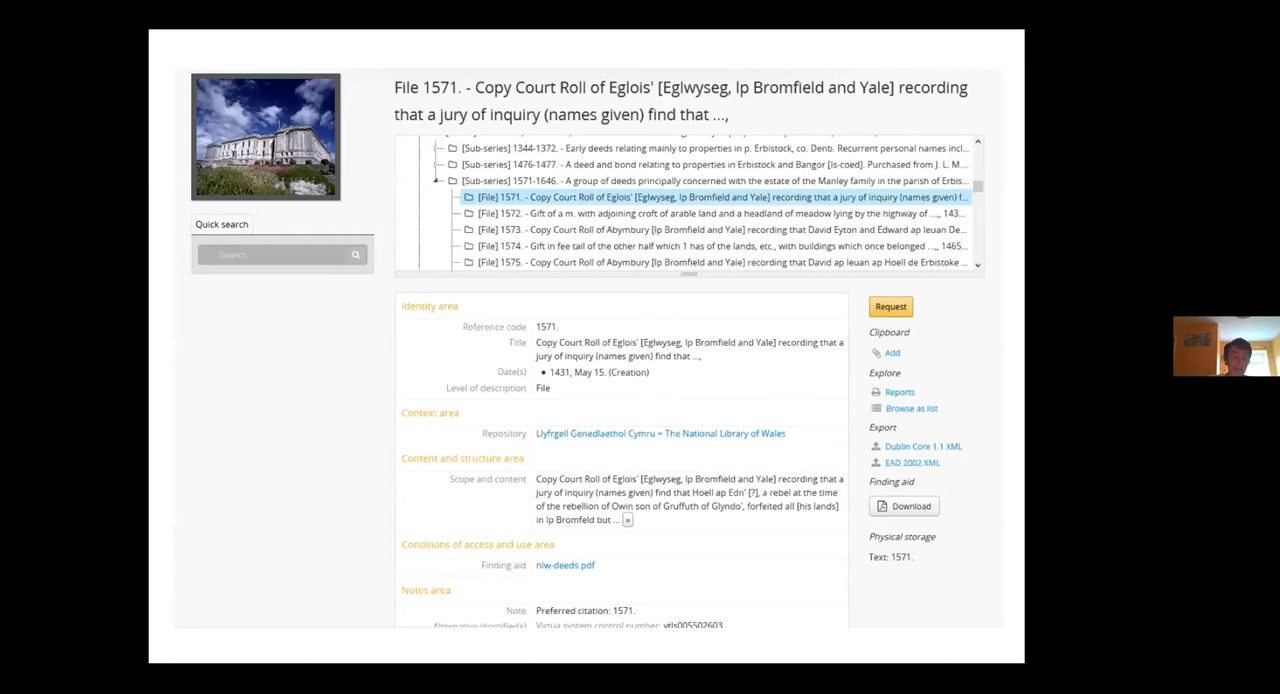 File 1571. - Copy Court Roll of Eglois' [Eglwyseg, lp Bromfield and Yale] recording
that a jury of inquiry (names given) find that ...,
[Sub-series] 1344-1372. - Early deeds relating mainly to properties in p. Erbistock, co. Denb. Recurrent personal names incl...
[Sub-series] 1476-1477. - A deed and bond relating to properties in Erbistock and Bangor [Is-coed]. Purchased from J. L. M....
[Sub-series] 1571-1646. - A group of deeds principally concerned with the estate of the Manley family in the parish of Erbis...
[File] 1571. - Copy Court Roll of Eglois' [Eglwyseg, lp Bromfield and Yale] recording that a jury of inquiry (names given) f...
[File] 1572. - Gift of a m. with adjoining croft of arable land and a headland of meadow lying by the highway of ...,, 143...
[File] 1573. - Copy Court Roll of Abymbury [lp Bromfield and Yale] recording that David Eyton and Edward ap Ieuan De...
[File] 1574. - Gift in fee tail of the other half which 1 has of the lands, etc., with buildings which once belonged ...,, 1465...
[File] 1575. - Copy Court Roll of Abymbury [lp Bromfield and Yale] recording that David ap Ieuan ap Hoell de Erbistoke ...
Quick search
Search
Identity area
Reference code 1571.
Title Copy Court Roll of Eglois' [Eglwyseg, lp Bromfield and Yale] recording that a
jury of inquiry (names given) find that ...,
Date(s) • 1431, May 15. (Creation)
Level of description File
Context area
Repository Llyfrgell Genedlaethol Cymru = The National Library of Wales
Content and structure area
Scope and content Copy Court Roll of Eglois' [Eglwyseg, lp Bromfield and Yale] recording that a
jury of inquiry (names given) find that Hoell ap Edn' [?], a rebel at the time
of the rebellion of Owin son of Gruffuth of Glyndo', forfeited all [his lands]
in lp Bromfeld but ... »
Conditions of access and use area
Finding aid nlw-deeds.pdf
Notes area
Note Preferred citation: 1571.
Alternative identifier(s) Virtua system control number: vtls005502603
Request
Clipboard
Add
Explore
Reports
Browse as list
Export
Dublin Core 1.1 XML
EAD 2002 XML
Finding aid
Download
Physical storage
Text: 1571.